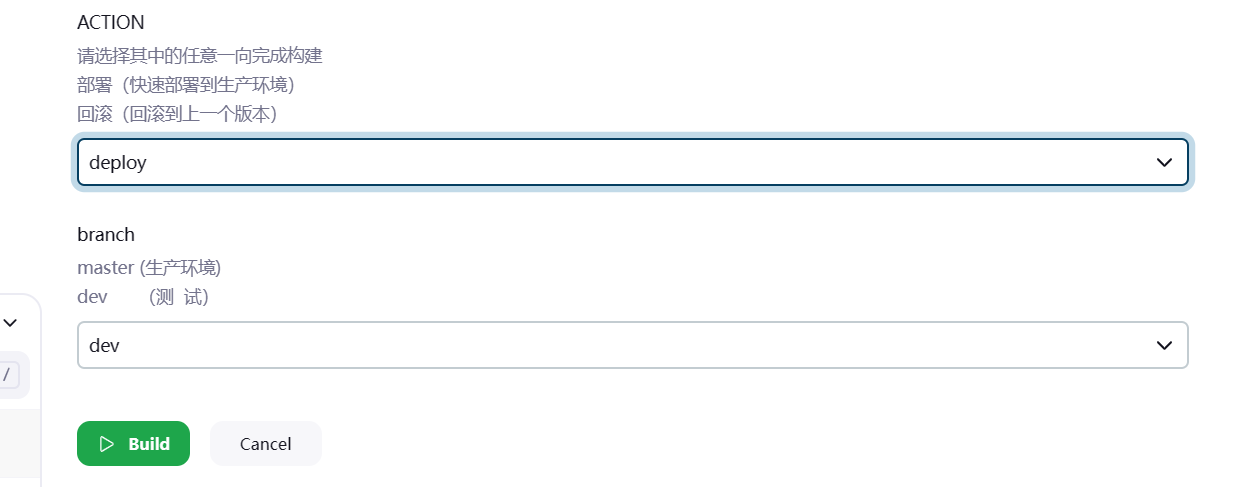 ACTION
请选择其中的任意一向完成构建
部署（快速部署到生产环境）
回滚（回滚到上一个版本）
deploy
branch
master (生产环境)
dev （测 试）
dev
/
Build
Cancel